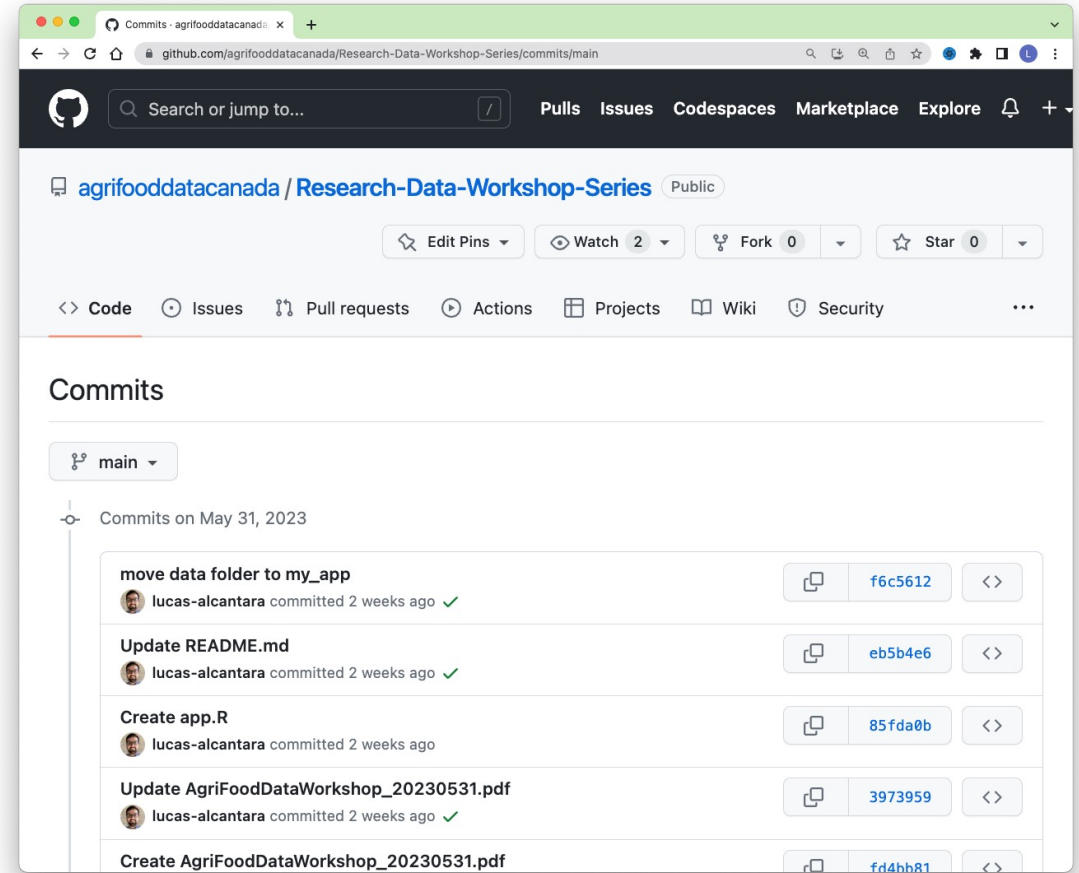 Commits · agrifooddatacanada
github.com/agrifooddatacanada/Research-Data-Workshop-Series/commits/main
L
Search or jump to... /
Pulls Issues Codespaces Marketplace Explore
agrifooddatacanada / Research-Data-Workshop-Series Public
Edit Pins Watch 2 Fork 0 Star 0
Code Issues Pull requests Actions Projects Wiki Security
Commits
main
Commits on May 31, 2023
move data folder to my_app
lucas-alcantara committed 2 weeks ago
f6c5612
Update README.md
lucas-alcantara committed 2 weeks ago
eb5b4e6
Create app.R
lucas-alcantara committed 2 weeks ago
85fda0b
Update AgriFoodDataWorkshop_20230531.pdf
lucas-alcantara committed 2 weeks ago
3973959
Create AgriFoodDataWorkshop_20230531.pdf
fd4bb81